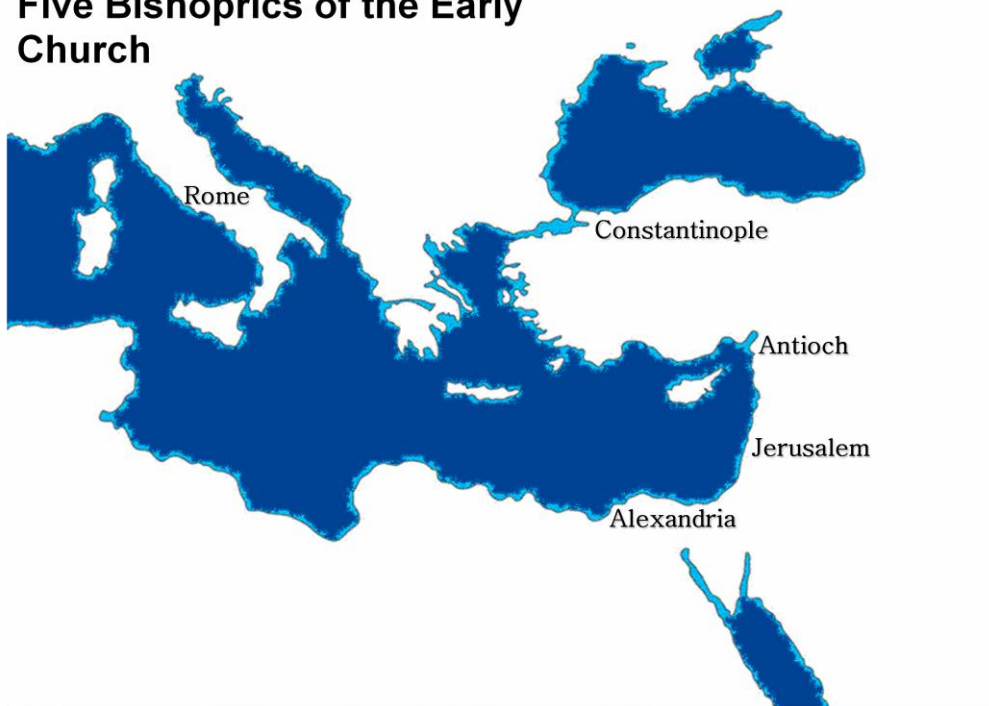 Five Bishoprics of the Early
Church
Rome
Constantinople
Antioch
Jerusalem
Alexandria